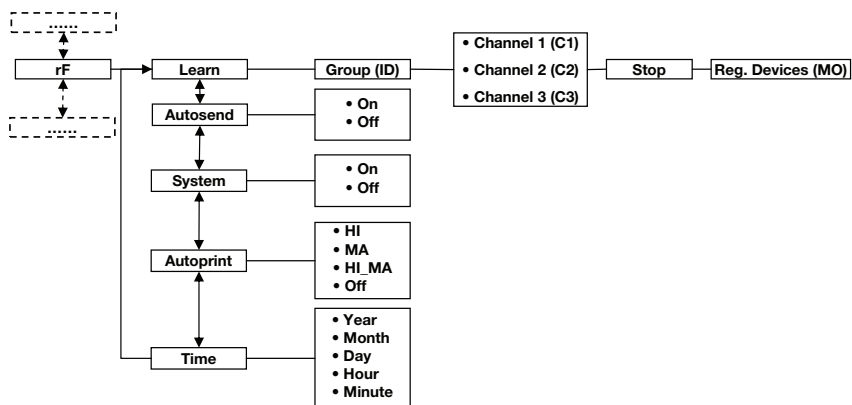 ......
rF
......
Learn
Group (ID)
• Channel 1 (C1)
• Channel 2 (C2)
• Channel 3 (C3)
Stop
Reg. Devices (MO)
Autosend
• On
• Off
System
• On
• Off
Autoprint
• HI
• MA
• HI_MA
• Off
Time
• Year
• Month
• Day
• Hour
• Minute